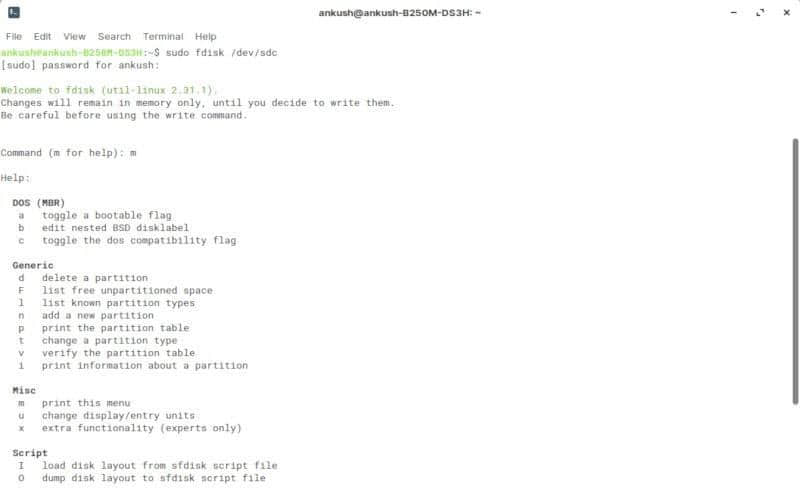 ankush@ankush-B250M-DS3H: ~
File Edit View Search Terminal Help
ankush@ankush-B250M-DS3H:~$ sudo fdisk /dev/sdc
[sudo] password for ankush:
Welcome to fdisk (util-linux 2.31.1).
Changes will remain in memory only, until you decide to write them.
Be careful before using the write command.
Command (m for help): m
Help:
DOS (MBR)
a toggle a bootable flag
b edit nested BSD disklabel
c toggle the dos compatibility flag
Generic
d delete a partition
F list free unpartitioned space
l list known partition types
n add a new partition
p print the partition table
t change a partition type
v verify the partition table
i print information about a partition
Misc
m print this menu
u change display/entry units
x extra functionality (experts only)
Script
I load disk layout from sfdisk script file
O dump disk layout to sfdisk script file